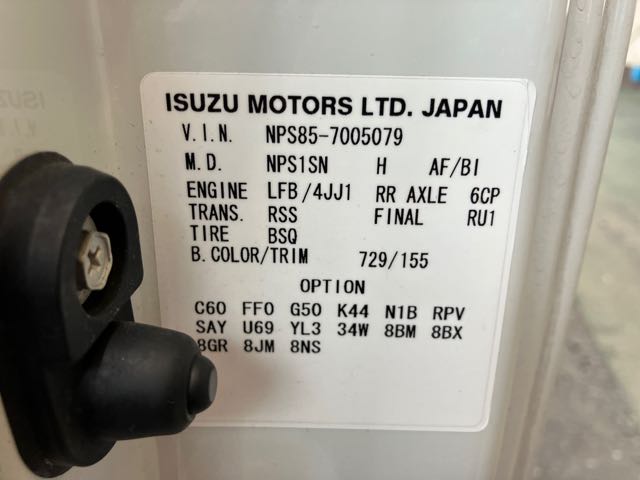 ISUZU MOTORS LTD. JAPAN
V.I.N. NPS85-7005079
M.D. NPS1SN H AF/BI
ENGINE LFB/4JJ1 RR AXLE 6CP
TRANS. RSS FINAL RU1
TIRE BSQ
B.COLOR/TRIM 729/155
OPTION
C60 FF0 G50 K44 N1B RPV
SAY U69 YL3 34W 8BM 8BX
8GR 8JM 8NS